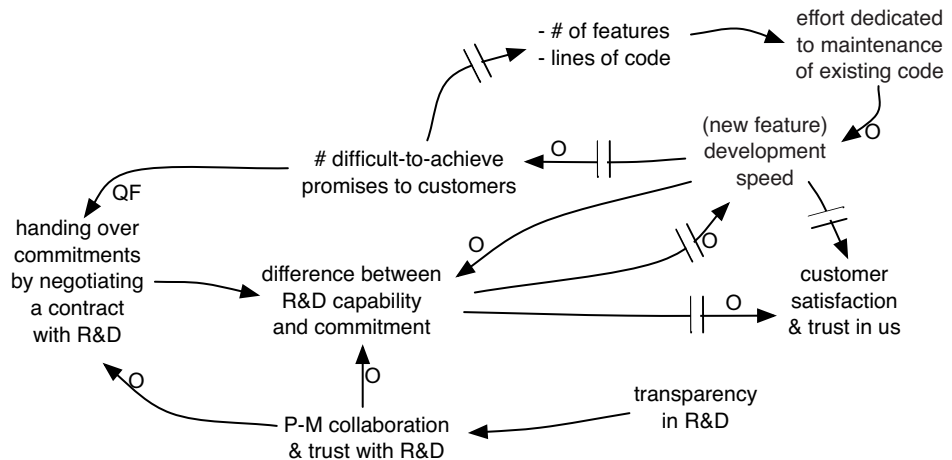 - # of features
- lines of code
effort dedicated
to maintenance
of existing code
O
(new feature)
development
speed
O
# difficult-to-achieve
promises to customers
QF
handing over
commitments
by negotiating
a contract
with R&D
O
O
difference between
R&D capability
and commitment
O
customer
satisfaction
& trust in us
O
O
P-M collaboration
& trust with R&D
transparency
in R&D